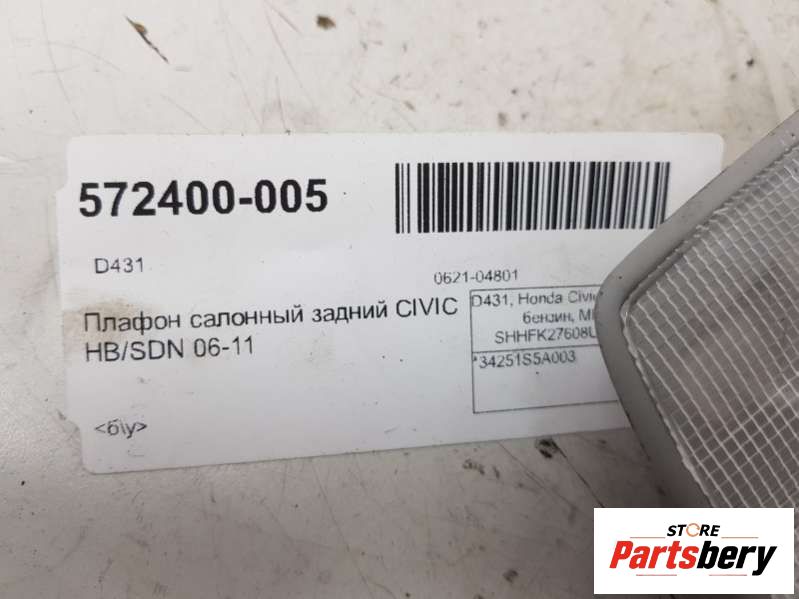 572400-005
D431
0621-04801
Плафон салонный задний CIVIC
HB/SDN 06-11
D431, Honda Civic
бензин,
SHHFK27608U
*34251S5A003
<б\у>
STORE
Partsbery